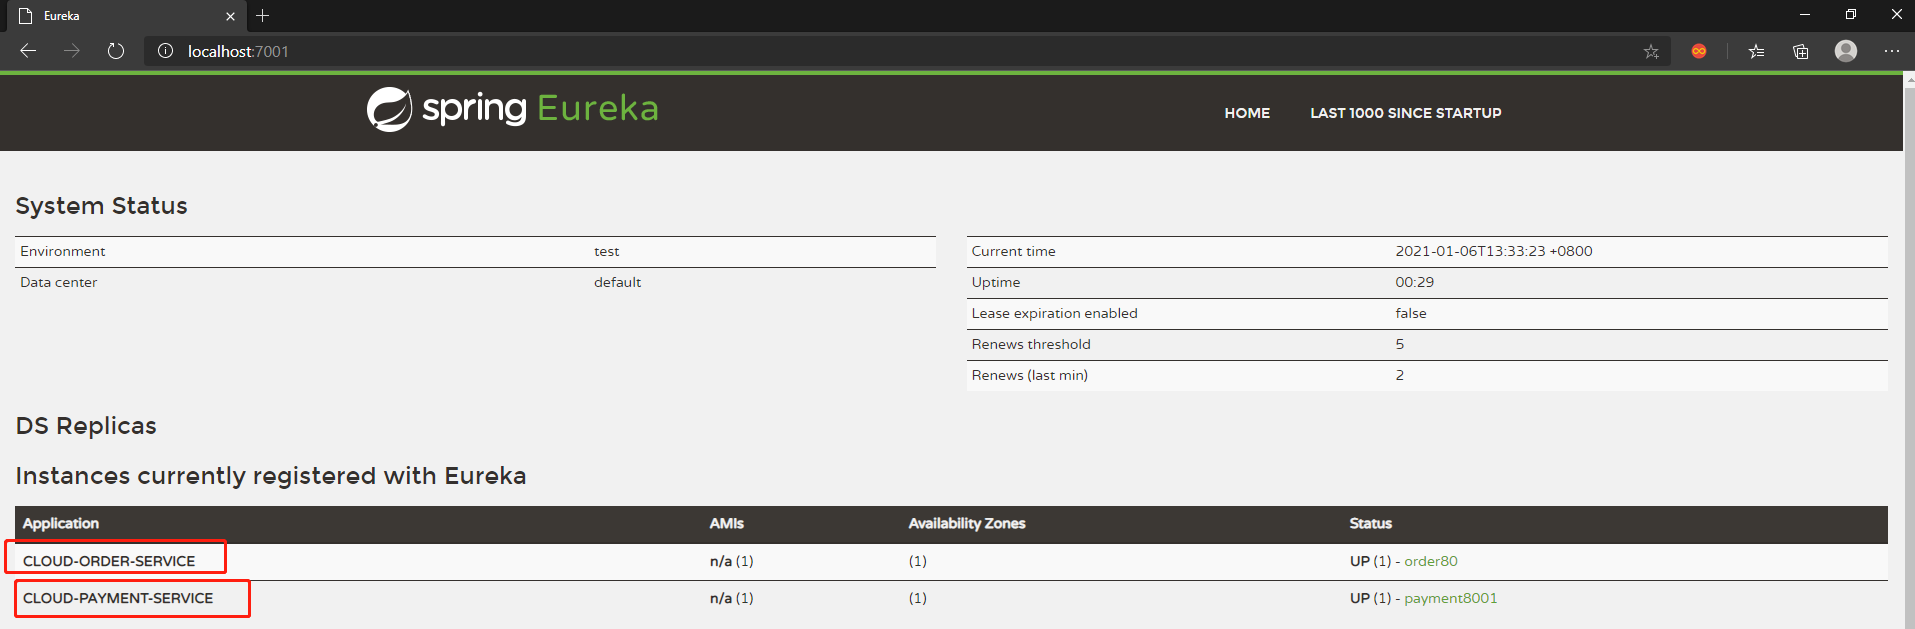 Eureka
localhost:7001
spring Eureka
HOME LAST 1000 SINCE STARTUP
System Status
Environment test
Data center default
Current time 2021-01-06T13:33:23 +0800
Uptime 00:29
Lease expiration enabled false
Renews threshold 5
Renews (last min) 2
DS Replicas
Instances currently registered with Eureka
Application AMIs Availability Zones Status
CLOUD-ORDER-SERVICE n/a (1) (1) UP (1) - order80
CLOUD-PAYMENT-SERVICE n/a (1) (1) UP (1) - payment8001